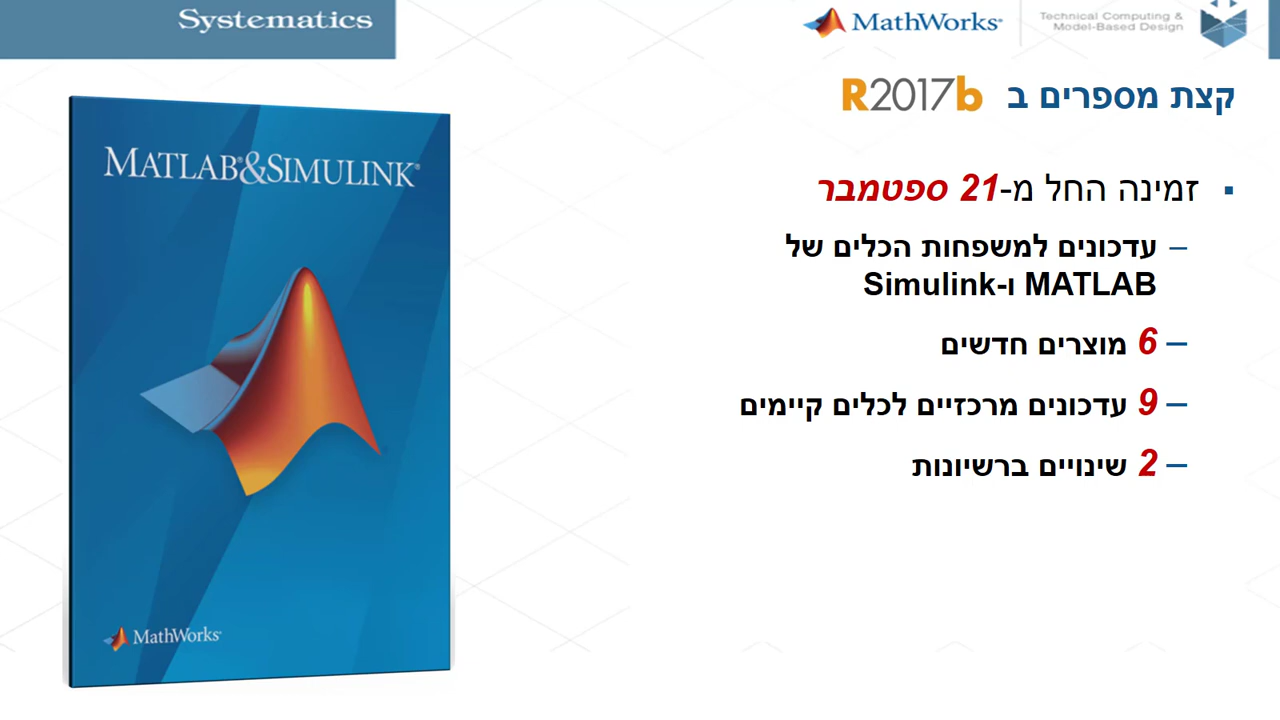 Systematics
MathWorks®
Technical Computing &
Model-Based Design
קצת מספרים ב R2017b
MATLAB®&SIMULINK®
זמינה החל מ-21 ספטמבר
– עדכונים למשפחות הכלים של
MATLAB ו-Simulink
– 6 מוצרים חדשים
– 9 עדכונים מרכזיים לכלים קיימים
– 2 שינויים ברשיונות
MathWorks®